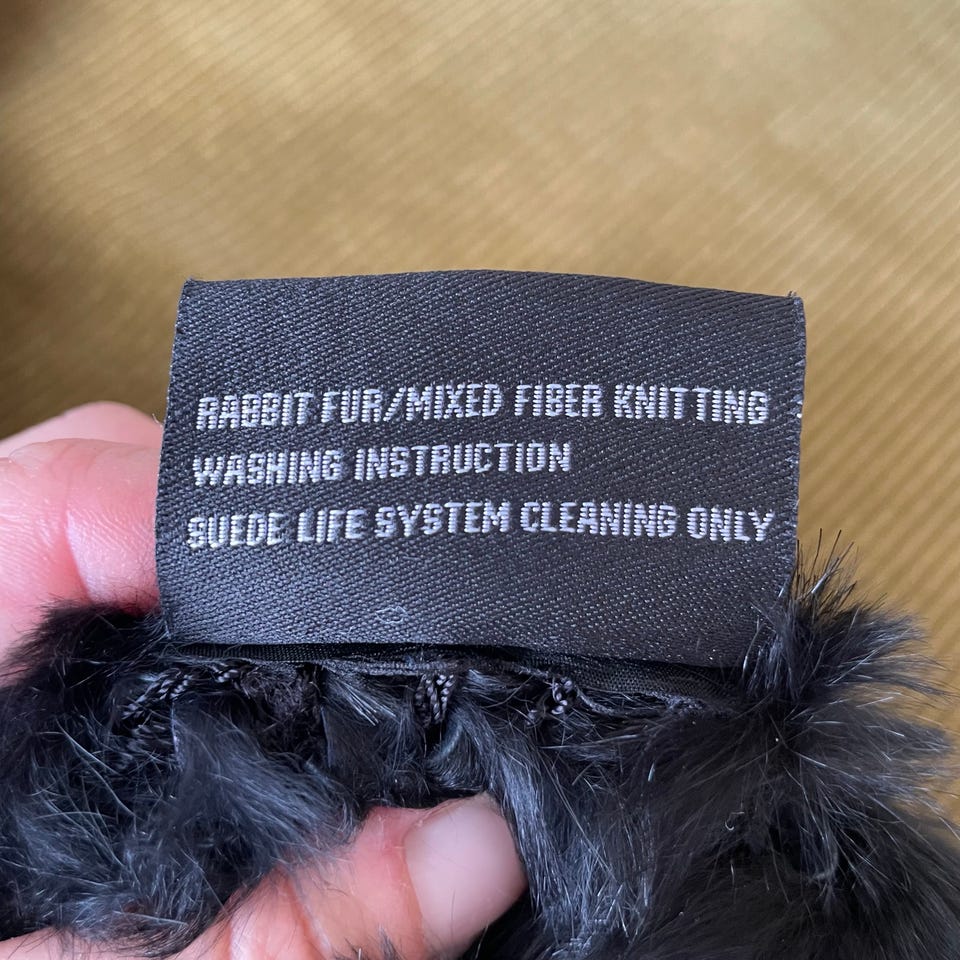 RABBIT FUR/MIXED FIBER KNITTING
WASHING INSTRUCTION
SUEDE LIFE SYSTEM CLEANING ONLY